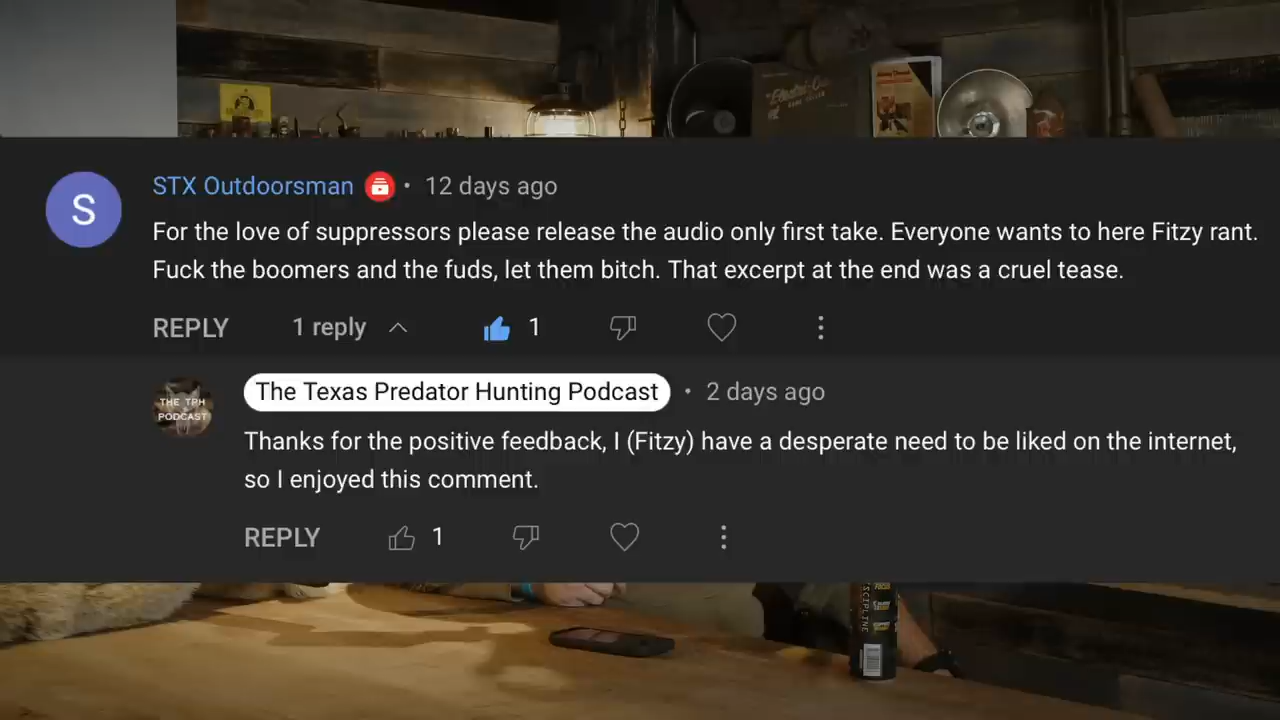 S
STX Outdoorsman • 12 days ago
For the love of suppressors please release the audio only first take. Everyone wants to here Fitzy rant.
Fuck the boomers and the fuds, let them bitch. That excerpt at the end was a cruel tease.
REPLY 1 reply 1
THE TPH
PODCAST
The Texas Predator Hunting Podcast • 2 days ago
Thanks for the positive feedback, I (Fitzy) have a desperate need to be liked on the internet,
so I enjoyed this comment.
REPLY 1